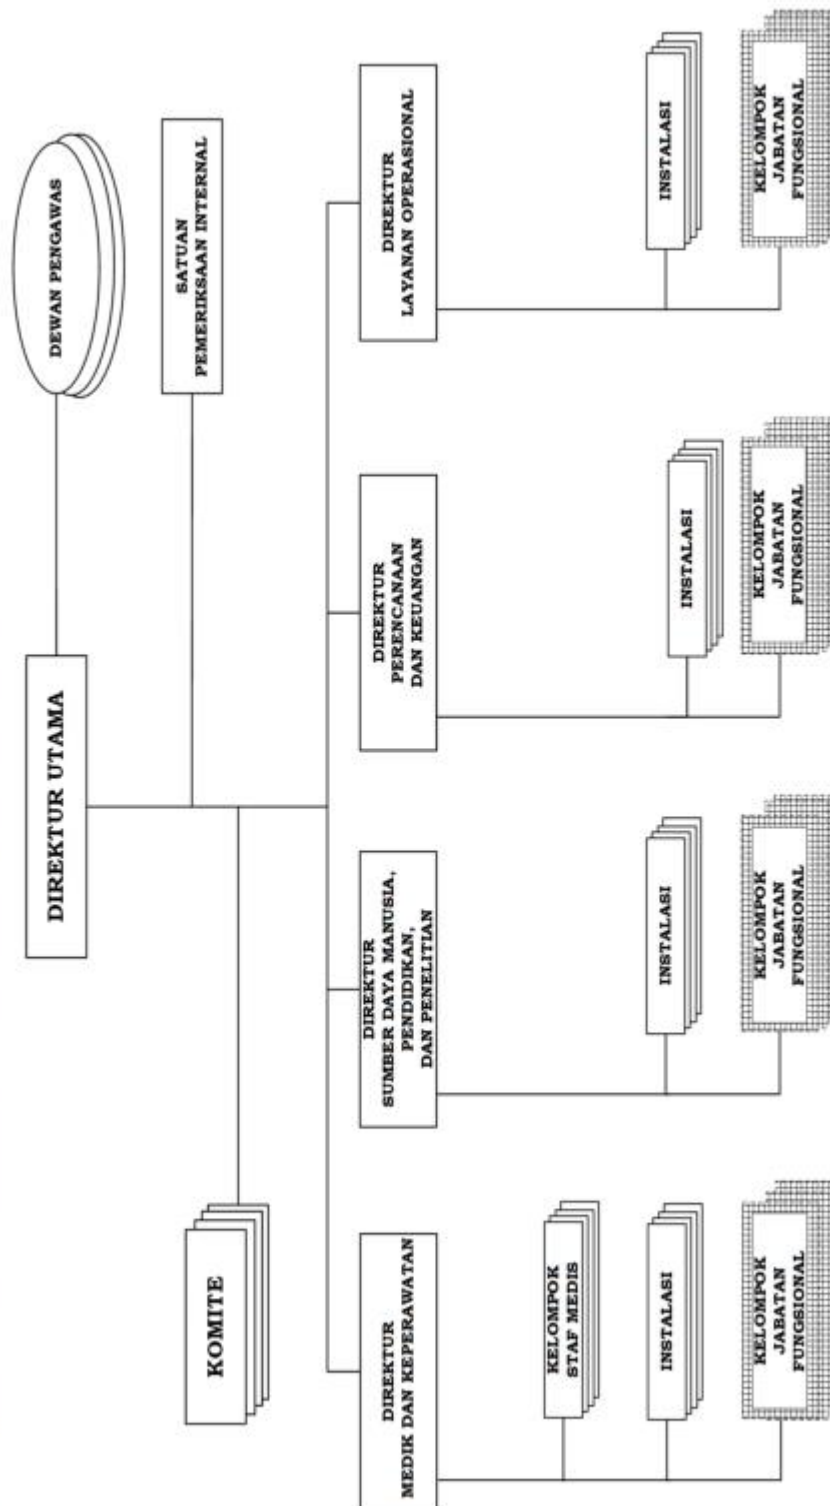 DIREKTUR UTAMA
DEWAN PENGAWAS
SATUAN
PEMERIKSAAN INTERNAL
KOMITE
DIREKTUR
MEDIK DAN KEPERAWATAN
DIREKTUR
SUMBER DAYA MANUSIA,
PENDIDIKAN,
DAN PENELITIAN
DIREKTUR
PERENCANAAN
DAN KEUANGAN
DIREKTUR
LAYANAN OPERASIONAL
KELOMPOK
STAF MEDIS
INSTALASI
INSTALASI
INSTALASI
INSTALASI
KELOMPOK
JABATAN
FUNGSIONAL
KELOMPOK
JABATAN
FUNGSIONAL
KELOMPOK
JABATAN
FUNGSIONAL
KELOMPOK
JABATAN
FUNGSIONAL